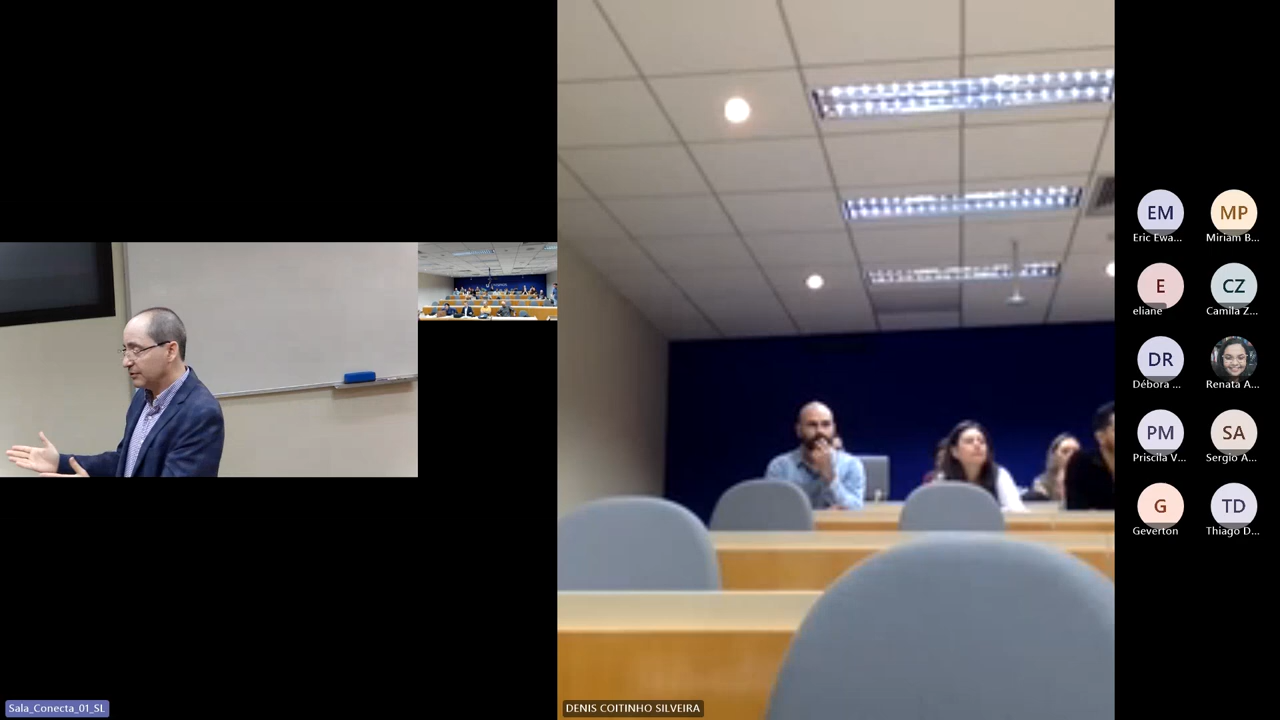 Sala_Conecta_01_SL
DENIS COITINHO SILVEIRA
EM
Eric Ewa...
MP
Miriam B...
E
eliane
CZ
Camila Z...
DR
Débora ...
Renata A...
PM
Priscila V...
SA
Sergio A...
G
Geverton
TD
Thiago D...